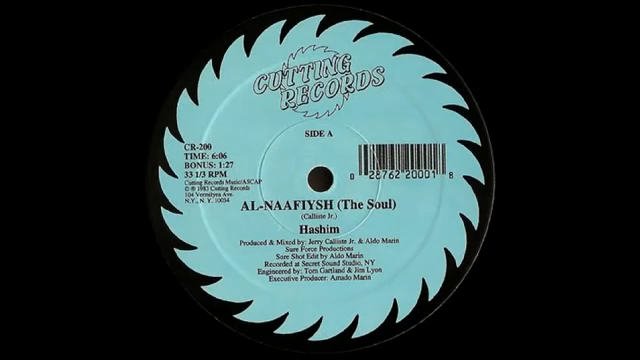 CUTTING
RECORDS
SIDE A
CR-200
TIME: 6:06
BONUS: 1:27
33 1/3 RPM
Cutting Records Music/ASCAP
© ℗ 1983 Cutting Records
104 Vermilyea Ave.
N.Y., N.Y. 10034
0 28762 20001 8
AL-NAAFIYSH (The Soul)
(Calliste Jr.)
Hashim
Produced & Mixed by: Jerry Calliste Jr. & Aldo Marin
Sure Force Productions
Sure Shot Edit by Aldo Marin
Recorded at Secret Sound Studio, NY
Engineered by: Tom Gartland & Jim Lyon
Executive Producer: Amado Marin